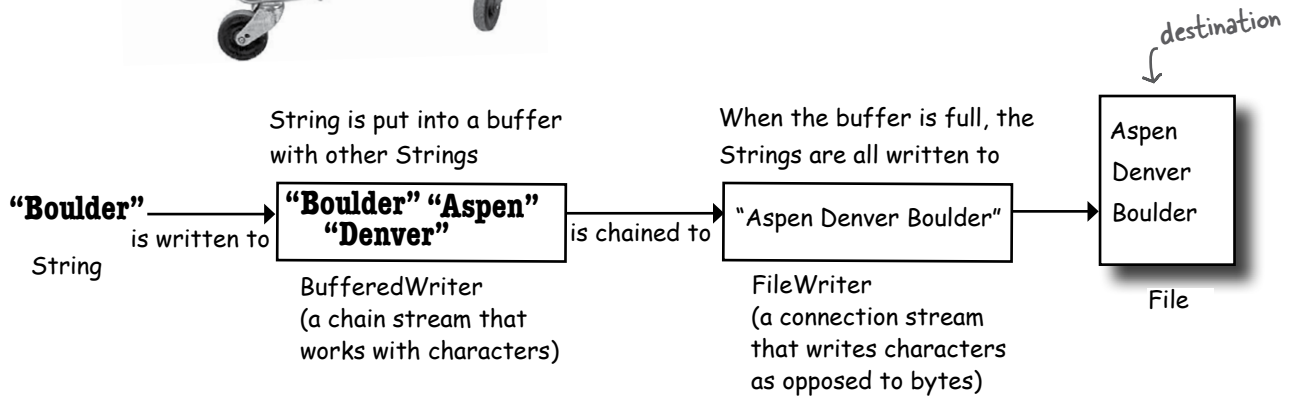 destination
String is put into a buffer
with other Strings
When the buffer is full, the
Strings are all written to
“Boulder”
is written to
String
“Boulder” “Aspen”
“Denver”
is chained to
“Aspen Denver Boulder”
Aspen
Denver
Boulder
BufferedWriter
(a chain stream that
works with characters)
FileWriter
(a connection stream
that writes characters
as opposed to bytes)
File